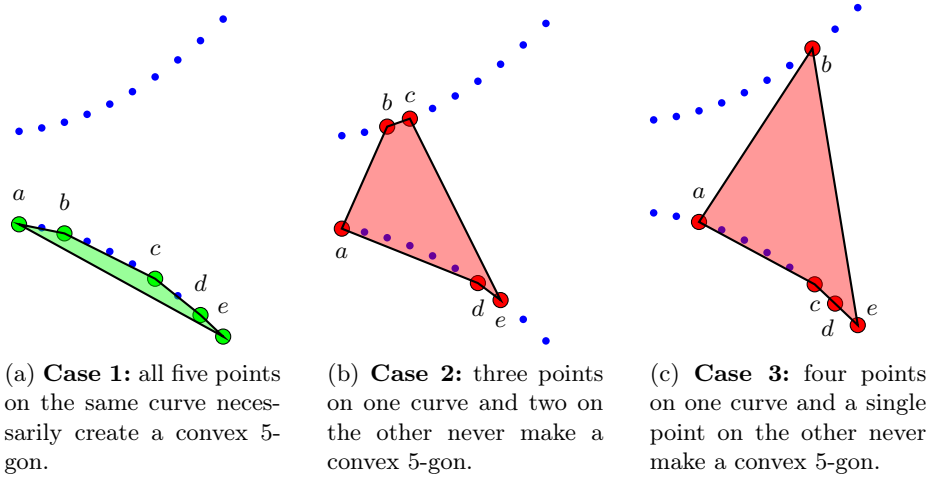 a
b
c
d
e
b
c
a
d
e
b
a
c
d
e
(a) Case 1: all five points
on the same curve neces-
sarily create a convex 5-
gon.
(b) Case 2: three points
on one curve and two on
the other never make a
convex 5-gon.
(c) Case 3: four points
on one curve and a single
point on the other never
make a convex 5-gon.